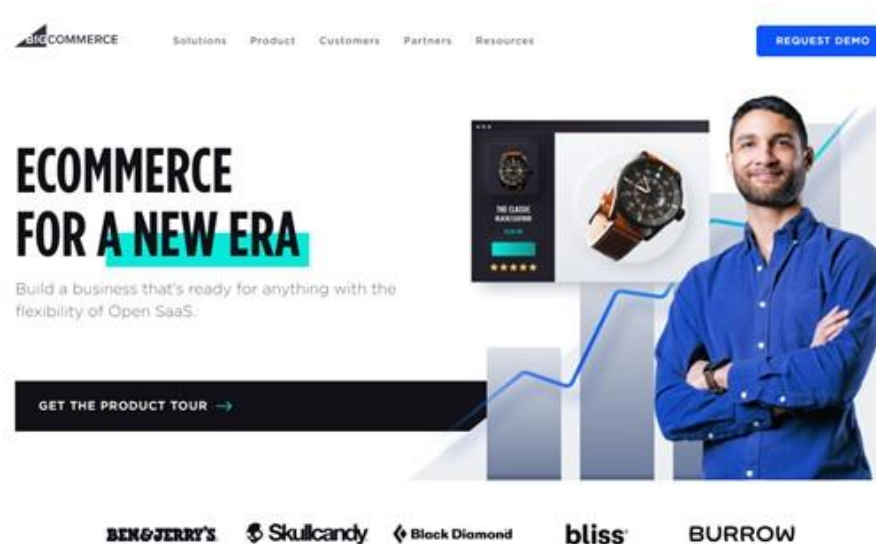 BIGCOMMERCE
Solutions Product Customers Partners Resources
REQUEST DEMO
ECOMMERCE
FOR A NEW ERA
Build a business that's ready for anything with the
flexibility of Open SaaS.
GET THE PRODUCT TOUR
THE CLASSIC
BEN & JERRY'S Skullcandy Black Diamond bliss BURROW